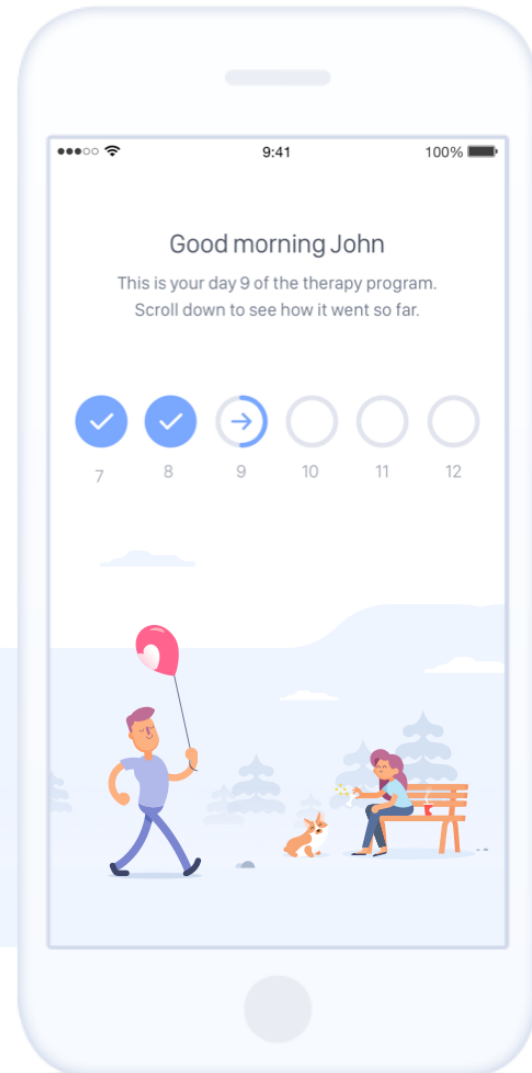 9:41
100%
Good morning John
This is your day 9 of the therapy program.
Scroll down to see how it went so far.
7 8 9 10 11 12